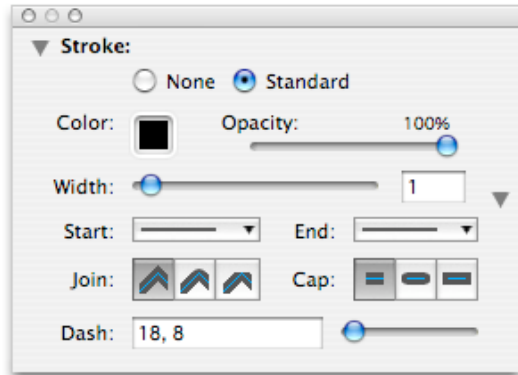 Stroke:
None Standard
Color: Opacity: 100%
Width: 1
Start: End:
Join: Cap:
Dash: 18, 8